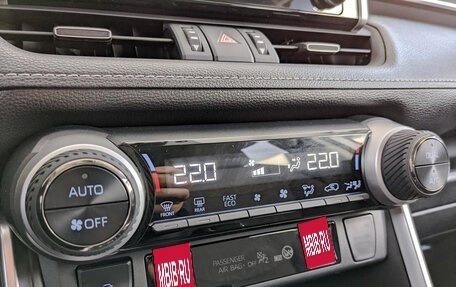 22.0
22.0
AUTO
OFF
FAST
ECO
FRONT
REAR
PASSENGER
AIR BAG
OFF
MBIB.RU
MBIB.RU